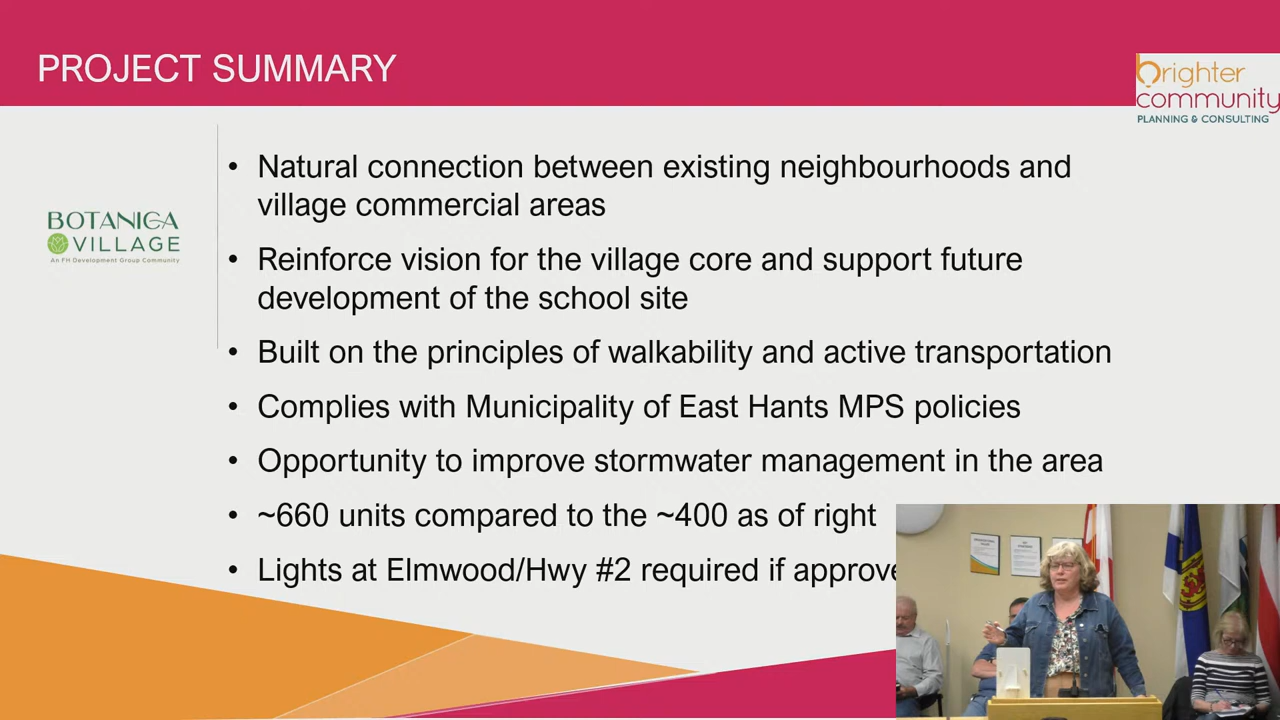 PROJECT SUMMARY
brighter
community
PLANNING & CONSULTING
BOTANICA
VILLAGE
An FH Development Group Community
• Natural connection between existing neighbourhoods and
village commercial areas
• Reinforce vision for the village core and support future
development of the school site
• Built on the principles of walkability and active transportation
• Complies with Municipality of East Hants MPS policies
• Opportunity to improve stormwater management in the area
• ~660 units compared to the ~400 as of right
• Lights at Elmwood/Hwy #2 required if approve